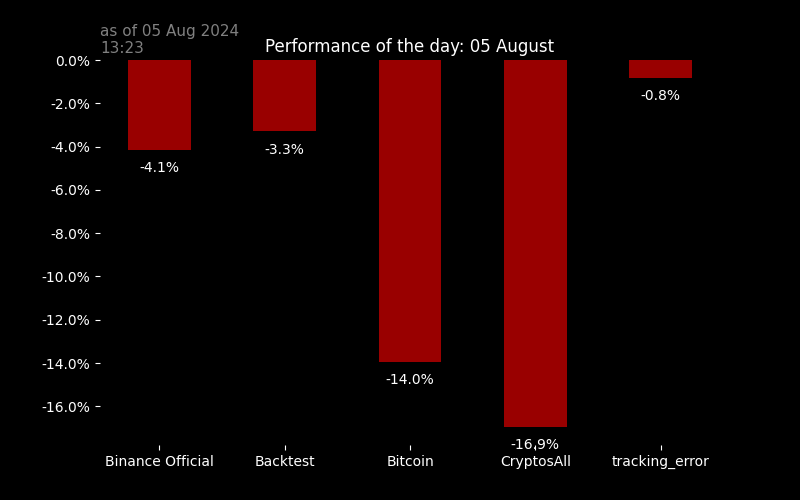 as of 05 Aug 2024
13:23
Performance of the day: 05 August
0.0%
-2.0%
-4.0%
-6.0%
-8.0%
-10.0%
-12.0%
-14.0%
-16.0%
-4.1%
-3.3%
-14.0%
-16.9%
-0.8%
Binance Official
Backtest
Bitcoin
CryptosAll
tracking_error